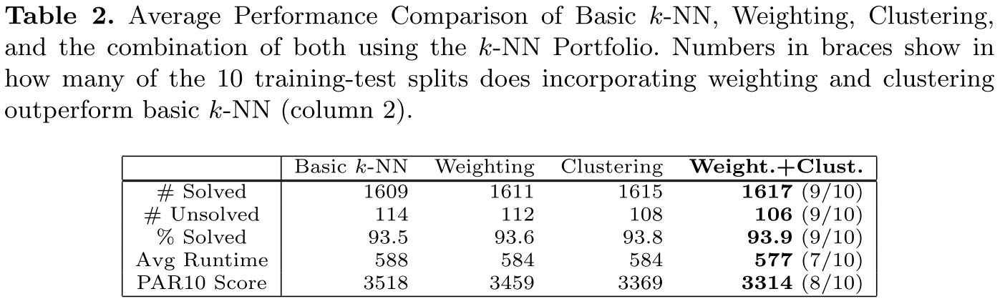 Table 2. Average Performance Comparison of Basic k-NN, Weighting, Clustering,
and the combination of both using the k-NN Portfolio. Numbers in braces show in
how many of the 10 training-test splits does incorporating weighting and clustering
outperform basic k-NN (column 2).
Basic k-NN Weighting Clustering Weight.+Clust.
# Solved 1609 1611 1615 1617 (9/10)
# Unsolved 114 112 108 106 (9/10)
% Solved 93.5 93.6 93.8 93.9 (9/10)
Avg Runtime 588 584 584 577 (7/10)
PAR10 Score 3518 3459 3369 3314 (8/10)